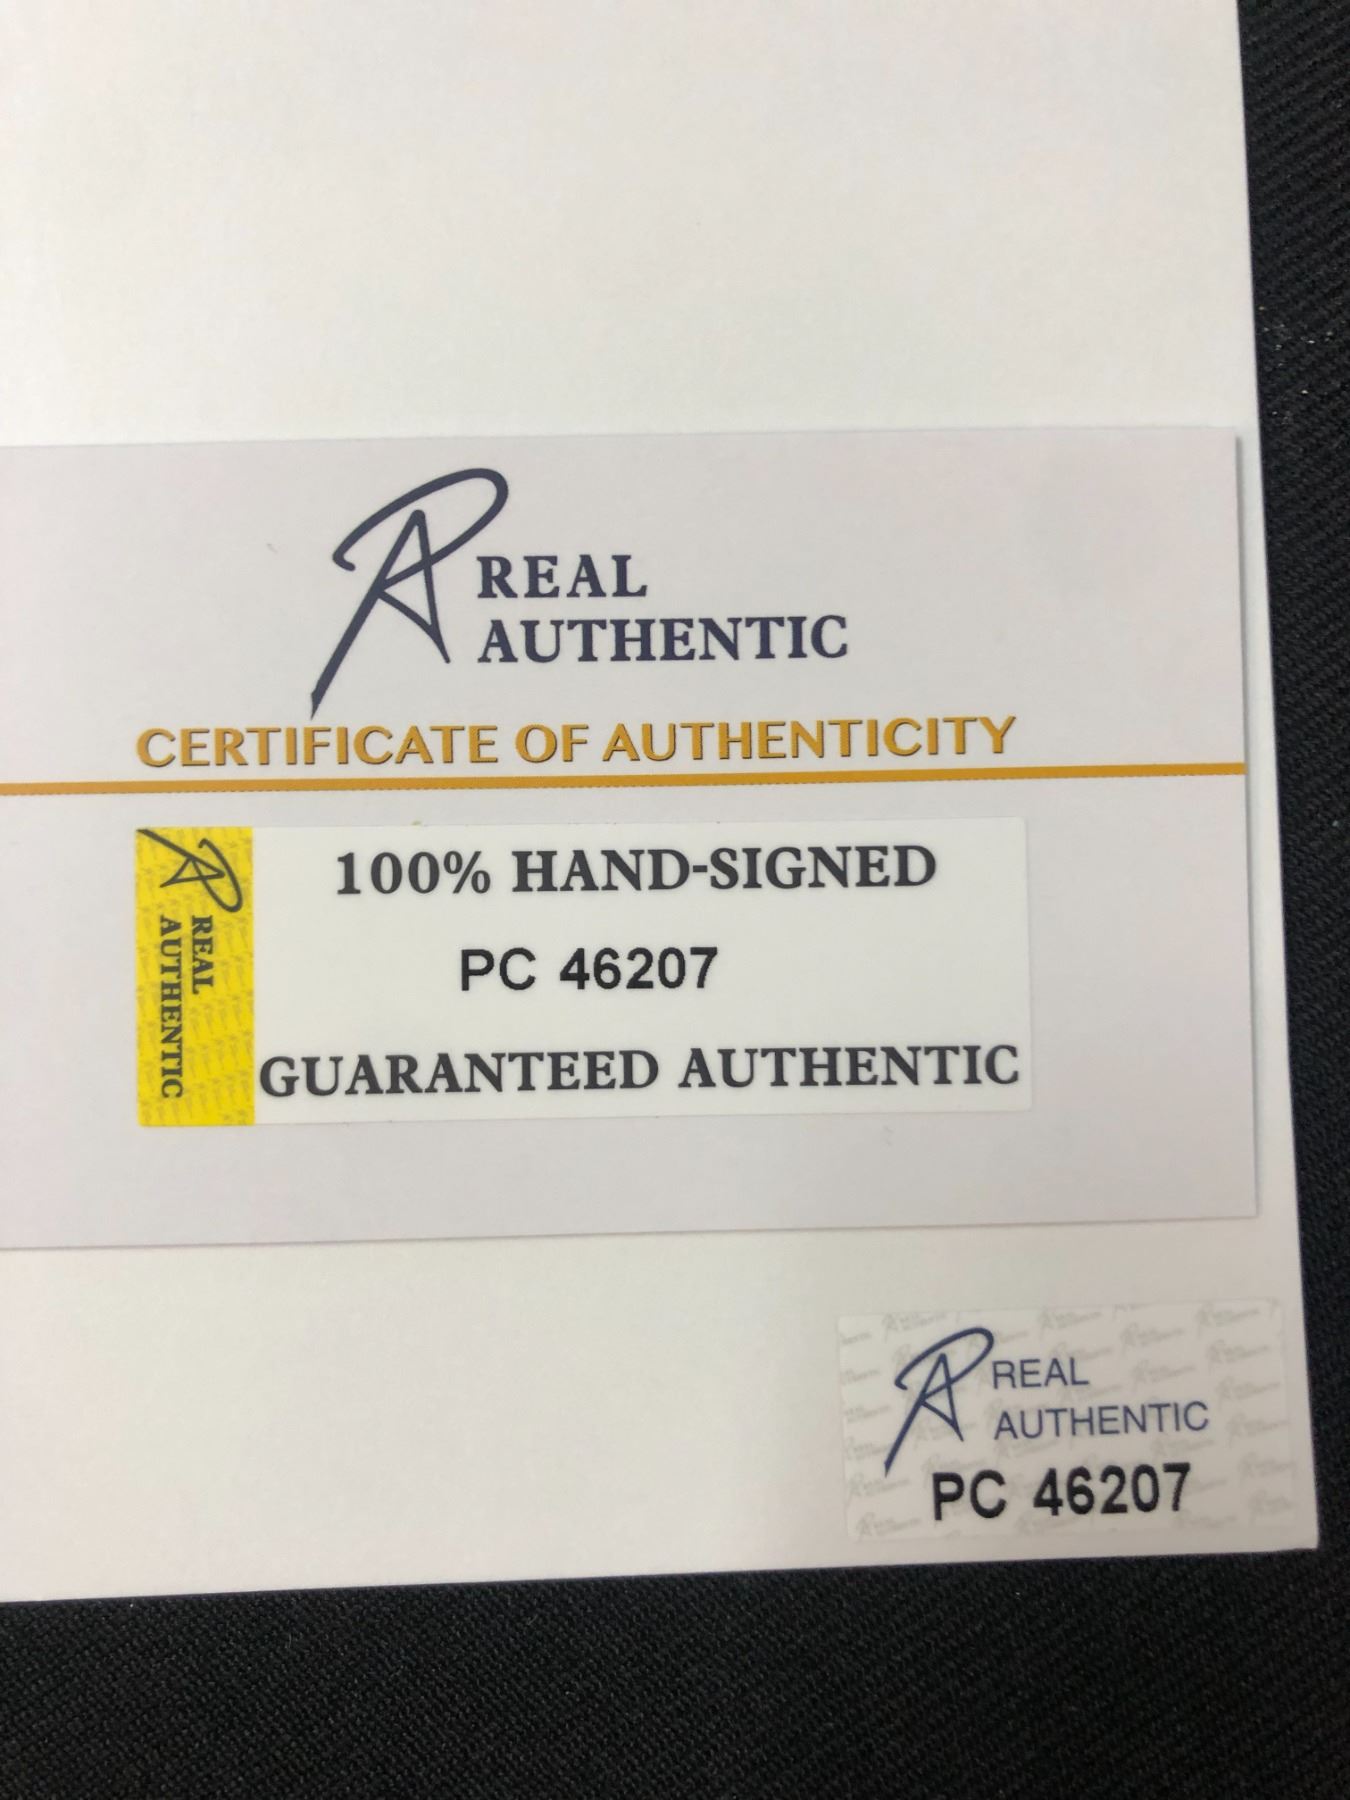 REAL
AUTHENTIC
CERTIFICATE OF AUTHENTICITY
REAL
AUTHENTIC
100% HAND-SIGNED
PC 46207
GUARANTEED AUTHENTIC
REAL
AUTHENTIC
PC 46207